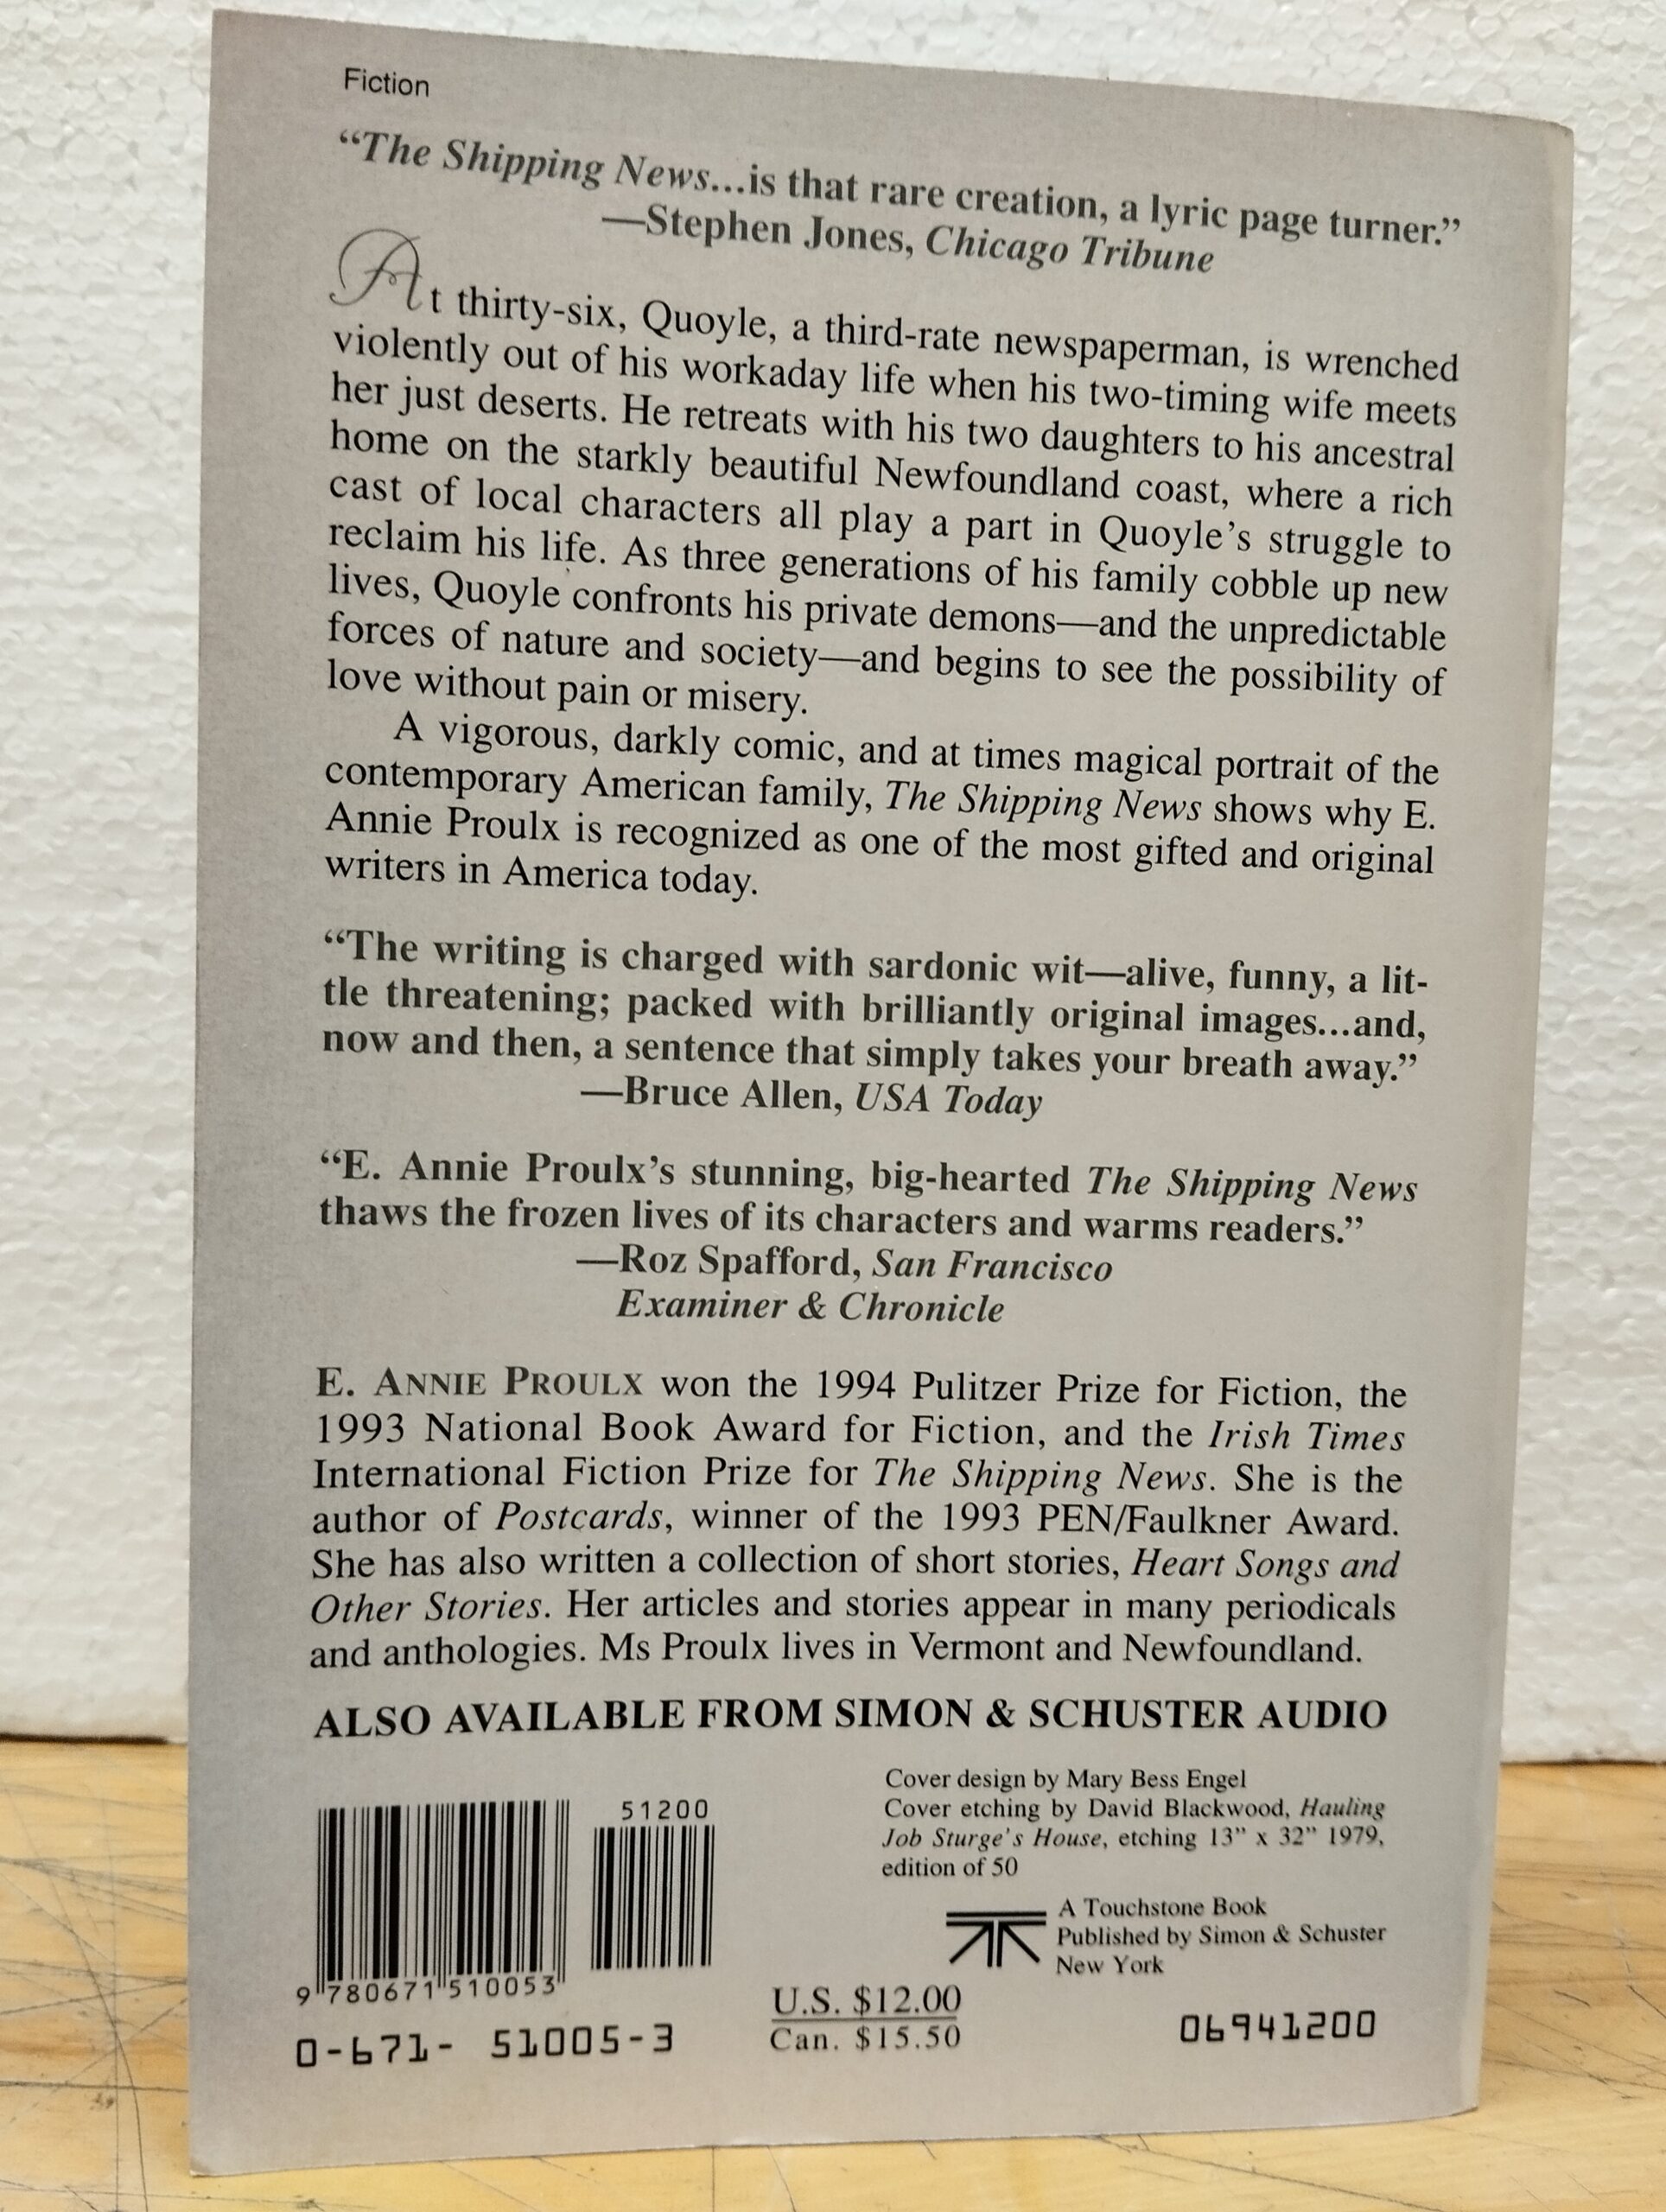 Fiction
“The Shipping News...is that rare creation, a lyric page turner.”
—Stephen Jones, Chicago Tribune
At thirty-six, Quoyle, a third-rate newspaperman, is wrenched
violently out of his workaday life when his two-timing wife meets
her just deserts. He retreats with his two daughters to his ancestral
home on the starkly beautiful Newfoundland coast, where a rich
cast of local characters all play a part in Quoyle’s struggle to
reclaim his life. As three generations of his family cobble up new
lives, Quoyle confronts his private demons—and the unpredictable
forces of nature and society—and begins to see the possibility of
love without pain or misery.
A vigorous, darkly comic, and at times magical portrait of the
contemporary American family, The Shipping News shows why E.
Annie Proulx is recognized as one of the most gifted and original
writers in America today.
“The writing is charged with sardonic wit—alive, funny, a lit-
tle threatening; packed with brilliantly original images...and,
now and then, a sentence that simply takes your breath away.”
—Bruce Allen, USA Today
“E. Annie Proulx’s stunning, big-hearted The Shipping News
thaws the frozen lives of its characters and warms readers.”
—Roz Spafford, San Francisco
Examiner & Chronicle
E. ANNIE PROULX won the 1994 Pulitzer Prize for Fiction, the
1993 National Book Award for Fiction, and the Irish Times
International Fiction Prize for The Shipping News. She is the
author of Postcards, winner of the 1993 PEN/Faulkner Award.
She has also written a collection of short stories, Heart Songs and
Other Stories. Her articles and stories appear in many periodicals
and anthologies. Ms Proulx lives in Vermont and Newfoundland.
ALSO AVAILABLE FROM SIMON & SCHUSTER AUDIO
Cover design by Mary Bess Engel
Cover etching by David Blackwood, Hauling
Job Sturge’s House, etching 13” x 32” 1979,
edition of 50
A Touchstone Book
Published by Simon & Schuster
New York
51200
9 780671 510053
0-671- 51005-3
U.S. $12.00
Can. $15.50
06941200